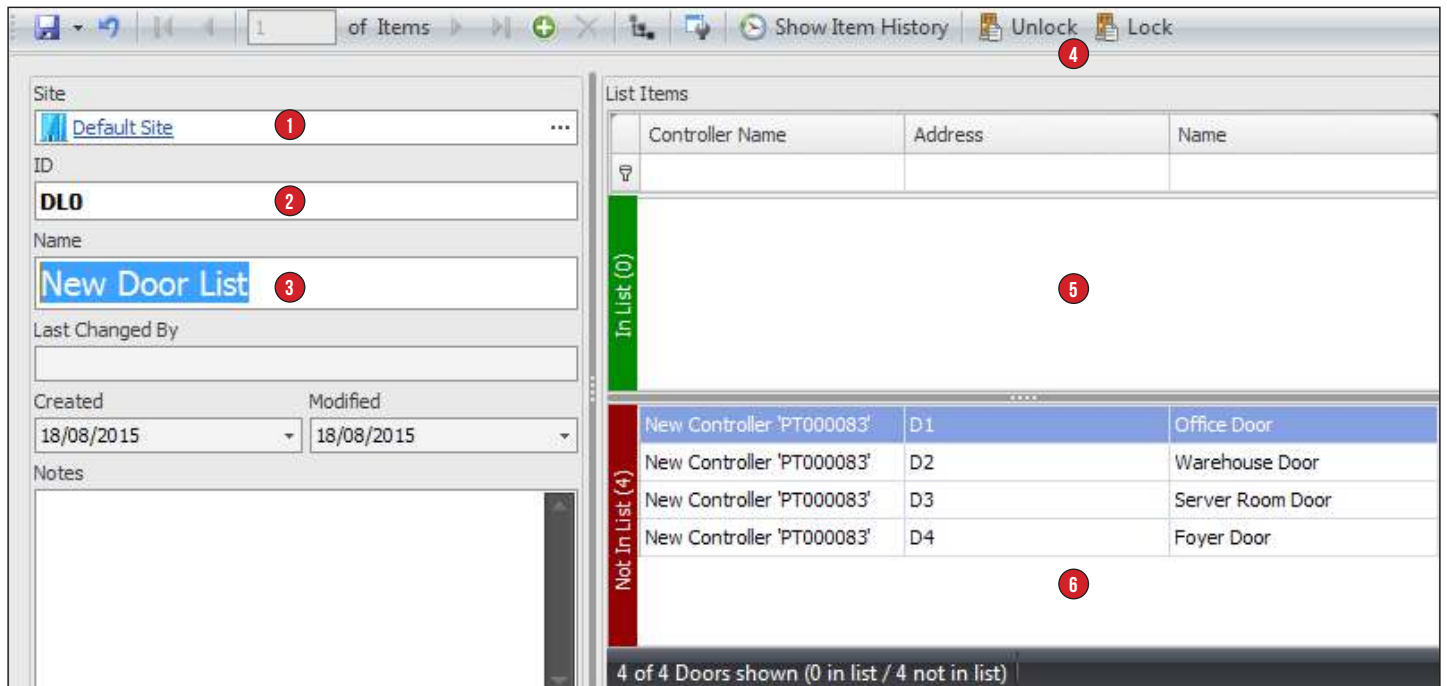 1 of Items Show Item History Unlock Lock
4
Site
Default Site 1 ...
ID
DL0 2
Name
New Door List 3
Last Changed By
Created Modified
18/08/2015 18/08/2015
Notes
List Items
Controller Name Address Name
In List (0)
5
Not In List (4)
New Controller 'PT000083' D1 Office Door
New Controller 'PT000083' D2 Warehouse Door
New Controller 'PT000083' D3 Server Room Door
New Controller 'PT000083' D4 Foyer Door
6
4 of 4 Doors shown (0 in list / 4 not in list)